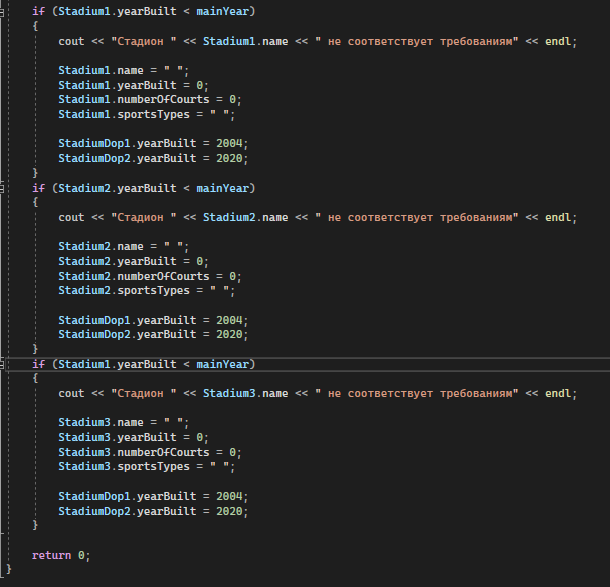 if (Stadium1.yearBuilt < mainYear)
{
cout << "Стадион " << Stadium1.name << " не соответствует требованиям" << endl;
Stadium1.name = " ";
Stadium1.yearBuilt = 0;
Stadium1.numberOfCourts = 0;
Stadium1.sportsTypes = " ";
StadiumDop1.yearBuilt = 2004;
StadiumDop2.yearBuilt = 2020;
}
if (Stadium2.yearBuilt < mainYear)
{
cout << "Стадион " << Stadium2.name << " не соответствует требованиям" << endl;
Stadium2.name = " ";
Stadium2.yearBuilt = 0;
Stadium2.numberOfCourts = 0;
Stadium2.sportsTypes = " ";
StadiumDop1.yearBuilt = 2004;
StadiumDop2.yearBuilt = 2020;
}
if (Stadium1.yearBuilt < mainYear)
{
cout << "Стадион " << Stadium3.name << " не соответствует требованиям" << endl;
Stadium3.name = " ";
Stadium3.yearBuilt = 0;
Stadium3.numberOfCourts = 0;
Stadium3.sportsTypes = " ";
StadiumDop1.yearBuilt = 2004;
StadiumDop2.yearBuilt = 2020;
}
return 0;
}